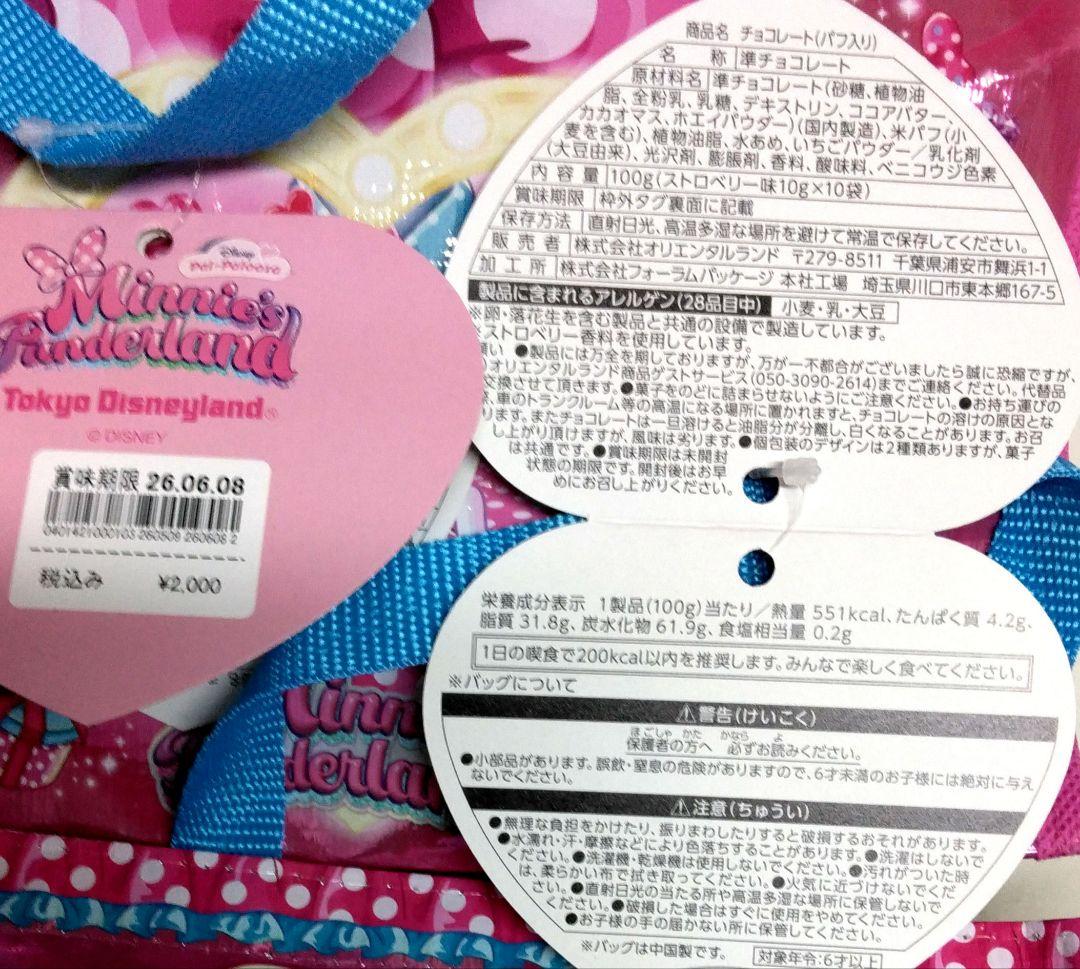 商品名 チョコレート(パフ入り)
名称 準チョコレート
原材料名 準チョコレート(砂糖、植物油
脂、全粉乳、乳糖、デキストリン、ココアバター、
カカオマス、ホエイパウダー)(国内製造)、米パフ(小
麦を含む)、植物油脂、水あめ、いちごパウダー/乳化剤
(大豆由来)、光沢剤、膨脹剤、香料、酸味料、ベニコウジ色素
内容量 100g(ストロベリー味10g×10袋)
賞味期限 枠外タグ裏面に記載
保存方法 直射日光、高温多湿な場所を避けて常温で保存してください。
販売者 株式会社オリエンタルランド 〒279-8511 千葉県浦安市舞浜1-1
加工所 株式会社フォーラムパッケージ 本社工場 埼玉県川口市東本郷167-5
製品に含まれるアレルゲン(28品目中) 小麦・乳・大豆
※卵・落花生を含む製品と共通の設備で製造しています。
※ストロベリー香料を使用しています。
願い ●製品には万全を期しておりますが、万が一不都合がございましたら誠に恐縮ですが、
オリエンタルランド商品ゲストサービス(050-3090-2614)までご連絡ください。代替品
交換させて頂きます。●菓子をのどに詰まらせないようにご注意ください。●お持ち運びの
際、車のトランクルーム等の高温になる場所に置かれますと、チョコレートの溶けの原因とな
ります。またチョコレートは一旦溶けると油脂分が分離し、白くなることがあります。お召
し上がり頂けますが、風味は劣ります。●個包装のデザインは2種類ありますが、菓子
は共通です。●賞味期限は未開封
状態の期限です。開封後はお早
めにお召し上がりください。
Disney
Pal-Palooza
Minnie's
Funderland
Tokyo Disneyland®
© DISNEY
賞味期限 26.06.08
0401421000103 260509 260608 2
税込み ¥2,000
栄養成分表示 1製品(100g)当たり/熱量 551kcal、たんぱく質 4.2g、
脂質 31.8g、炭水化物 61.9g、食塩相当量 0.2g
1日の喫食で200kcal以内を推奨します。みんなで楽しく食べてください。
※バッグについて
⚠警告(けいこく)
ほごしゃ かた かなら よ
保護者の方へ 必ずお読みください。
●小部品があります。誤飲・窒息の危険がありますので、6才未満のお子様には絶対に与え
ないでください。
⚠注意(ちゅうい)
●無理な負担をかけたり、振りまわしたりすると破損するおそれがあります。
●水濡れ・汗・摩擦などにより色落ちすることがあります。●洗濯はしないで
ください。●洗濯機・乾燥機は使用しないでください。●汚れがついた時
は、柔らかい布で拭き取ってください。●火気に近づけないでくだ
さい。●直射日光の当たる所や高温多湿な場所に保管しないで
ください。●破損した場合はすぐに使用をやめてください。
●お子様の手の届かない所に保管してください。
※バッグは中国製です。 対象年令:6才以上